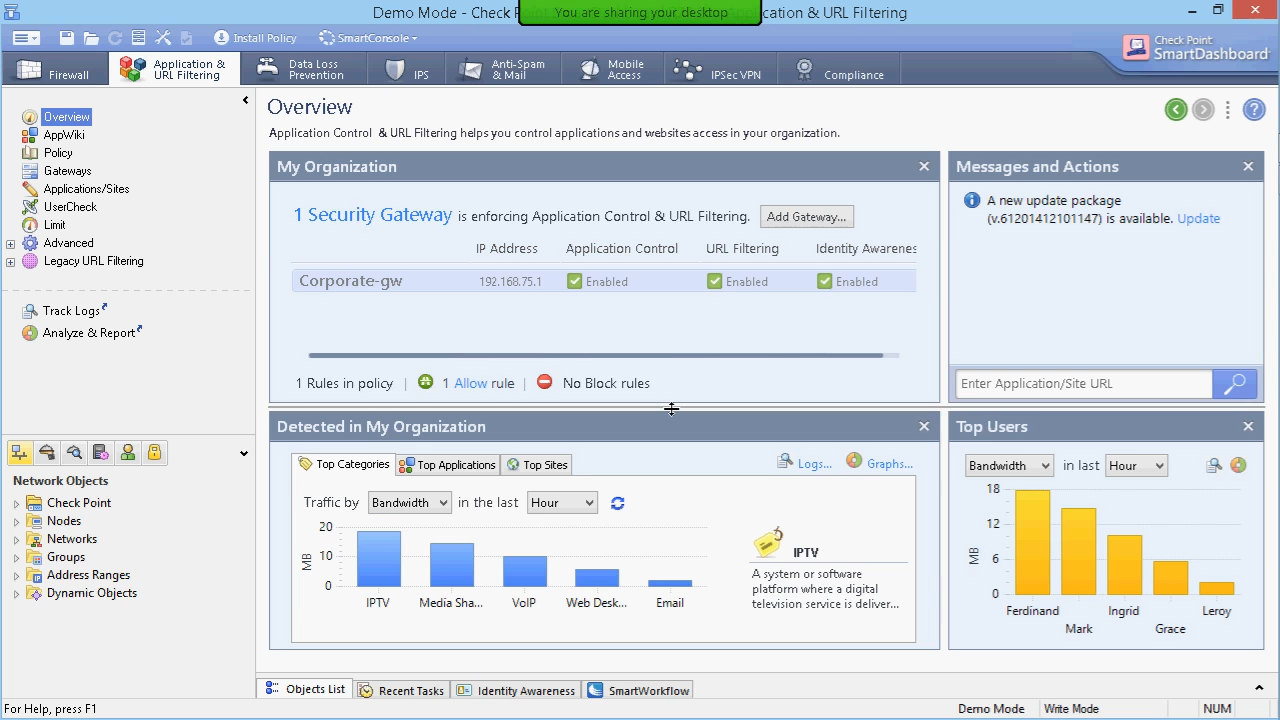 Demo Mode - Check P
You are sharing your desktop
ication & URL Filtering
Install Policy
SmartConsole
Firewall
Application & URL Filtering
Data Loss Prevention
IPS
Anti-Spam & Mail
Mobile Access
IPSec VPN
Compliance
Check Point
SmartDashboard
Overview
AppWiki
Policy
Gateways
Applications/Sites
UserCheck
Limit
Advanced
Legacy URL Filtering
Track Logs
Analyze & Report
Network Objects
Check Point
Nodes
Networks
Groups
Address Ranges
Dynamic Objects
Overview
Application Control & URL Filtering helps you control applications and websites access in your organization.
My Organization
1 Security Gateway is enforcing Application Control & URL Filtering. Add Gateway...
IP Address Application Control URL Filtering Identity Awarenes
Corporate-gw 192.168.75.1 Enabled Enabled Enabled
1 Rules in policy | 1 Allow rule | No Block rules
Messages and Actions
A new update package
(v.61201412101147) is available. Update
Enter Application/Site URL
Detected in My Organization
Top Categories Top Applications Top Sites Logs... Graphs...
Traffic by Bandwidth in the last Hour
MB
20
10
0
IPTV Media Sha... VoIP Web Desk... Email
IPTV
A system or software
platform where a digital
television service is deliver...
Top Users
Bandwidth in last Hour
MB
18
12
6
0
Ferdinand Mark Ingrid Grace Leroy
Objects List Recent Tasks Identity Awareness SmartWorkflow
For Help, press F1
Demo Mode Write Mode NUM